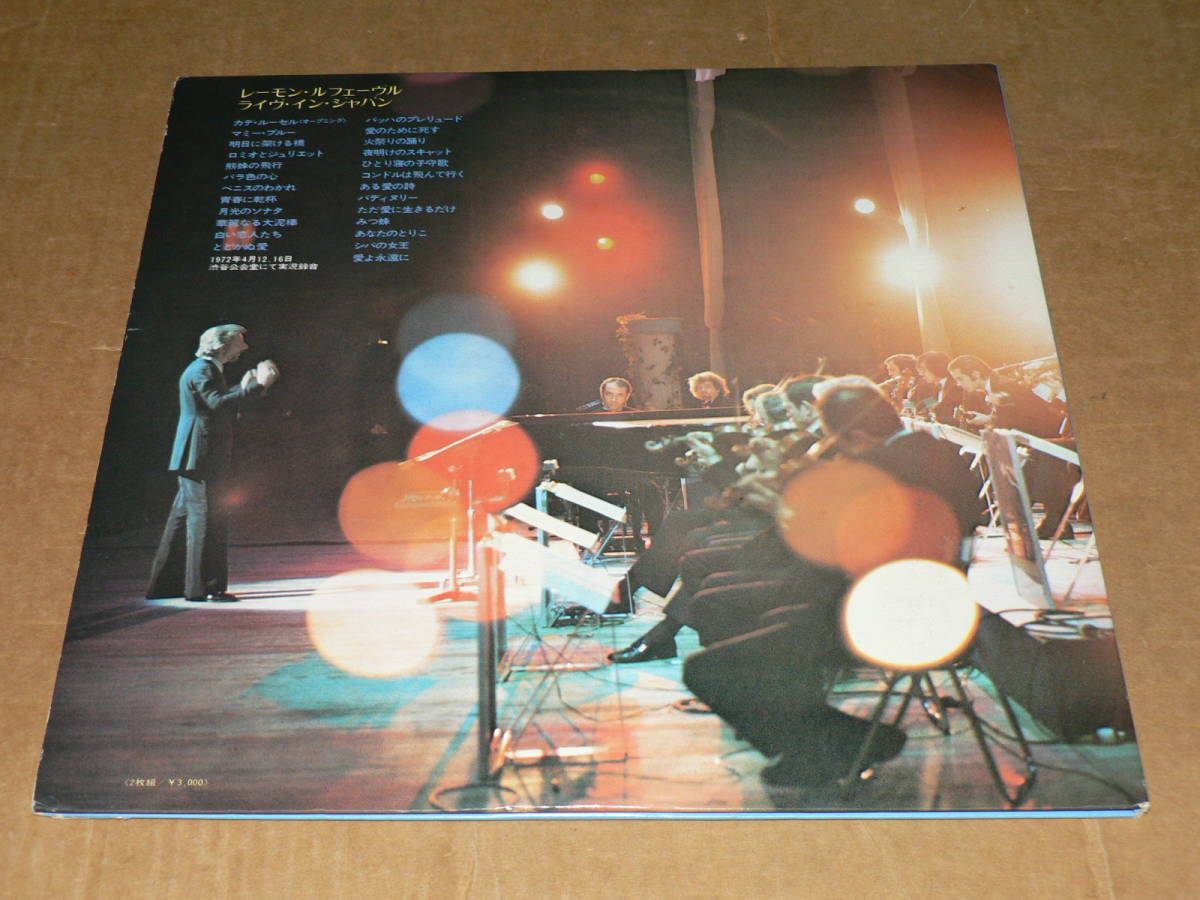 レーモン・ルフェーヴル
ライヴ・イン・ジャパン
カデ・ルーセル(オープニング)
マミー・ブルー
明日に架ける橋
ロミオとジュリエット
熊蜂の飛行
バラ色の心
ベニスのわかれ
青春に乾杯
月光のソナタ
華麗なる大泥棒
白い恋人たち
とどかぬ愛
1972年4月12.16日
渋谷公会堂にて実況録音
バッハのプレリュード
愛のために死す
火祭りの踊り
夜明けのスキャット
ひとり寝の子守歌
コンドルは飛んで行く
ある愛の詩
バディヌリー
ただ愛に生きるだけ
みつ蜂
あなたのとりこ
シバの女王
愛よ永遠に
〈2枚組 ￥3,000〉